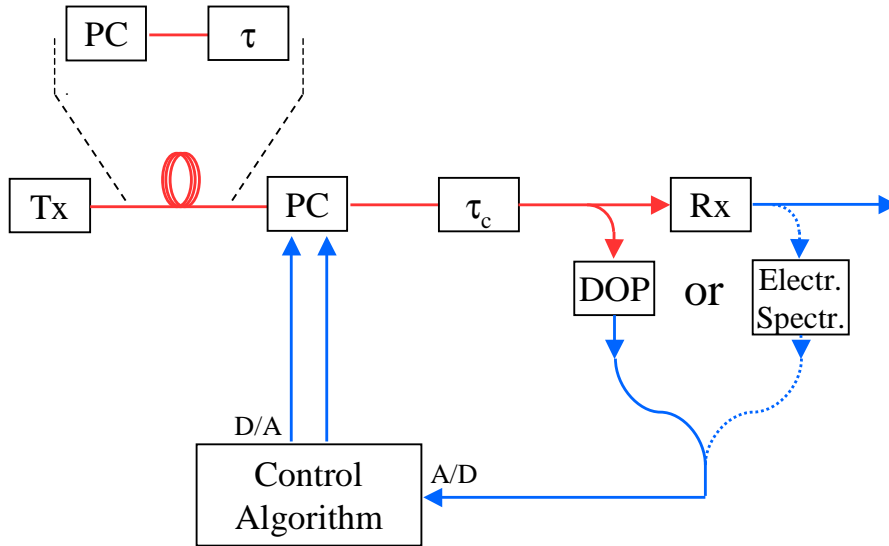 PC
τ
Tx
PC
τc
Rx
DOP
or
Electr.
Spectr.
D/A
A/D
Control
Algorithm